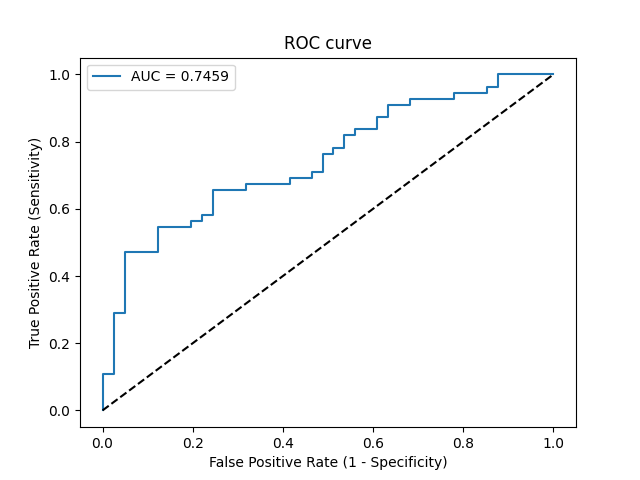 ROC curve
AUC = 0.7459
1.0
0.8
0.6
0.4
0.2
0.0
True Positive Rate (Sensitivity)
0.0 0.2 0.4 0.6 0.8 1.0
False Positive Rate (1 - Specificity)